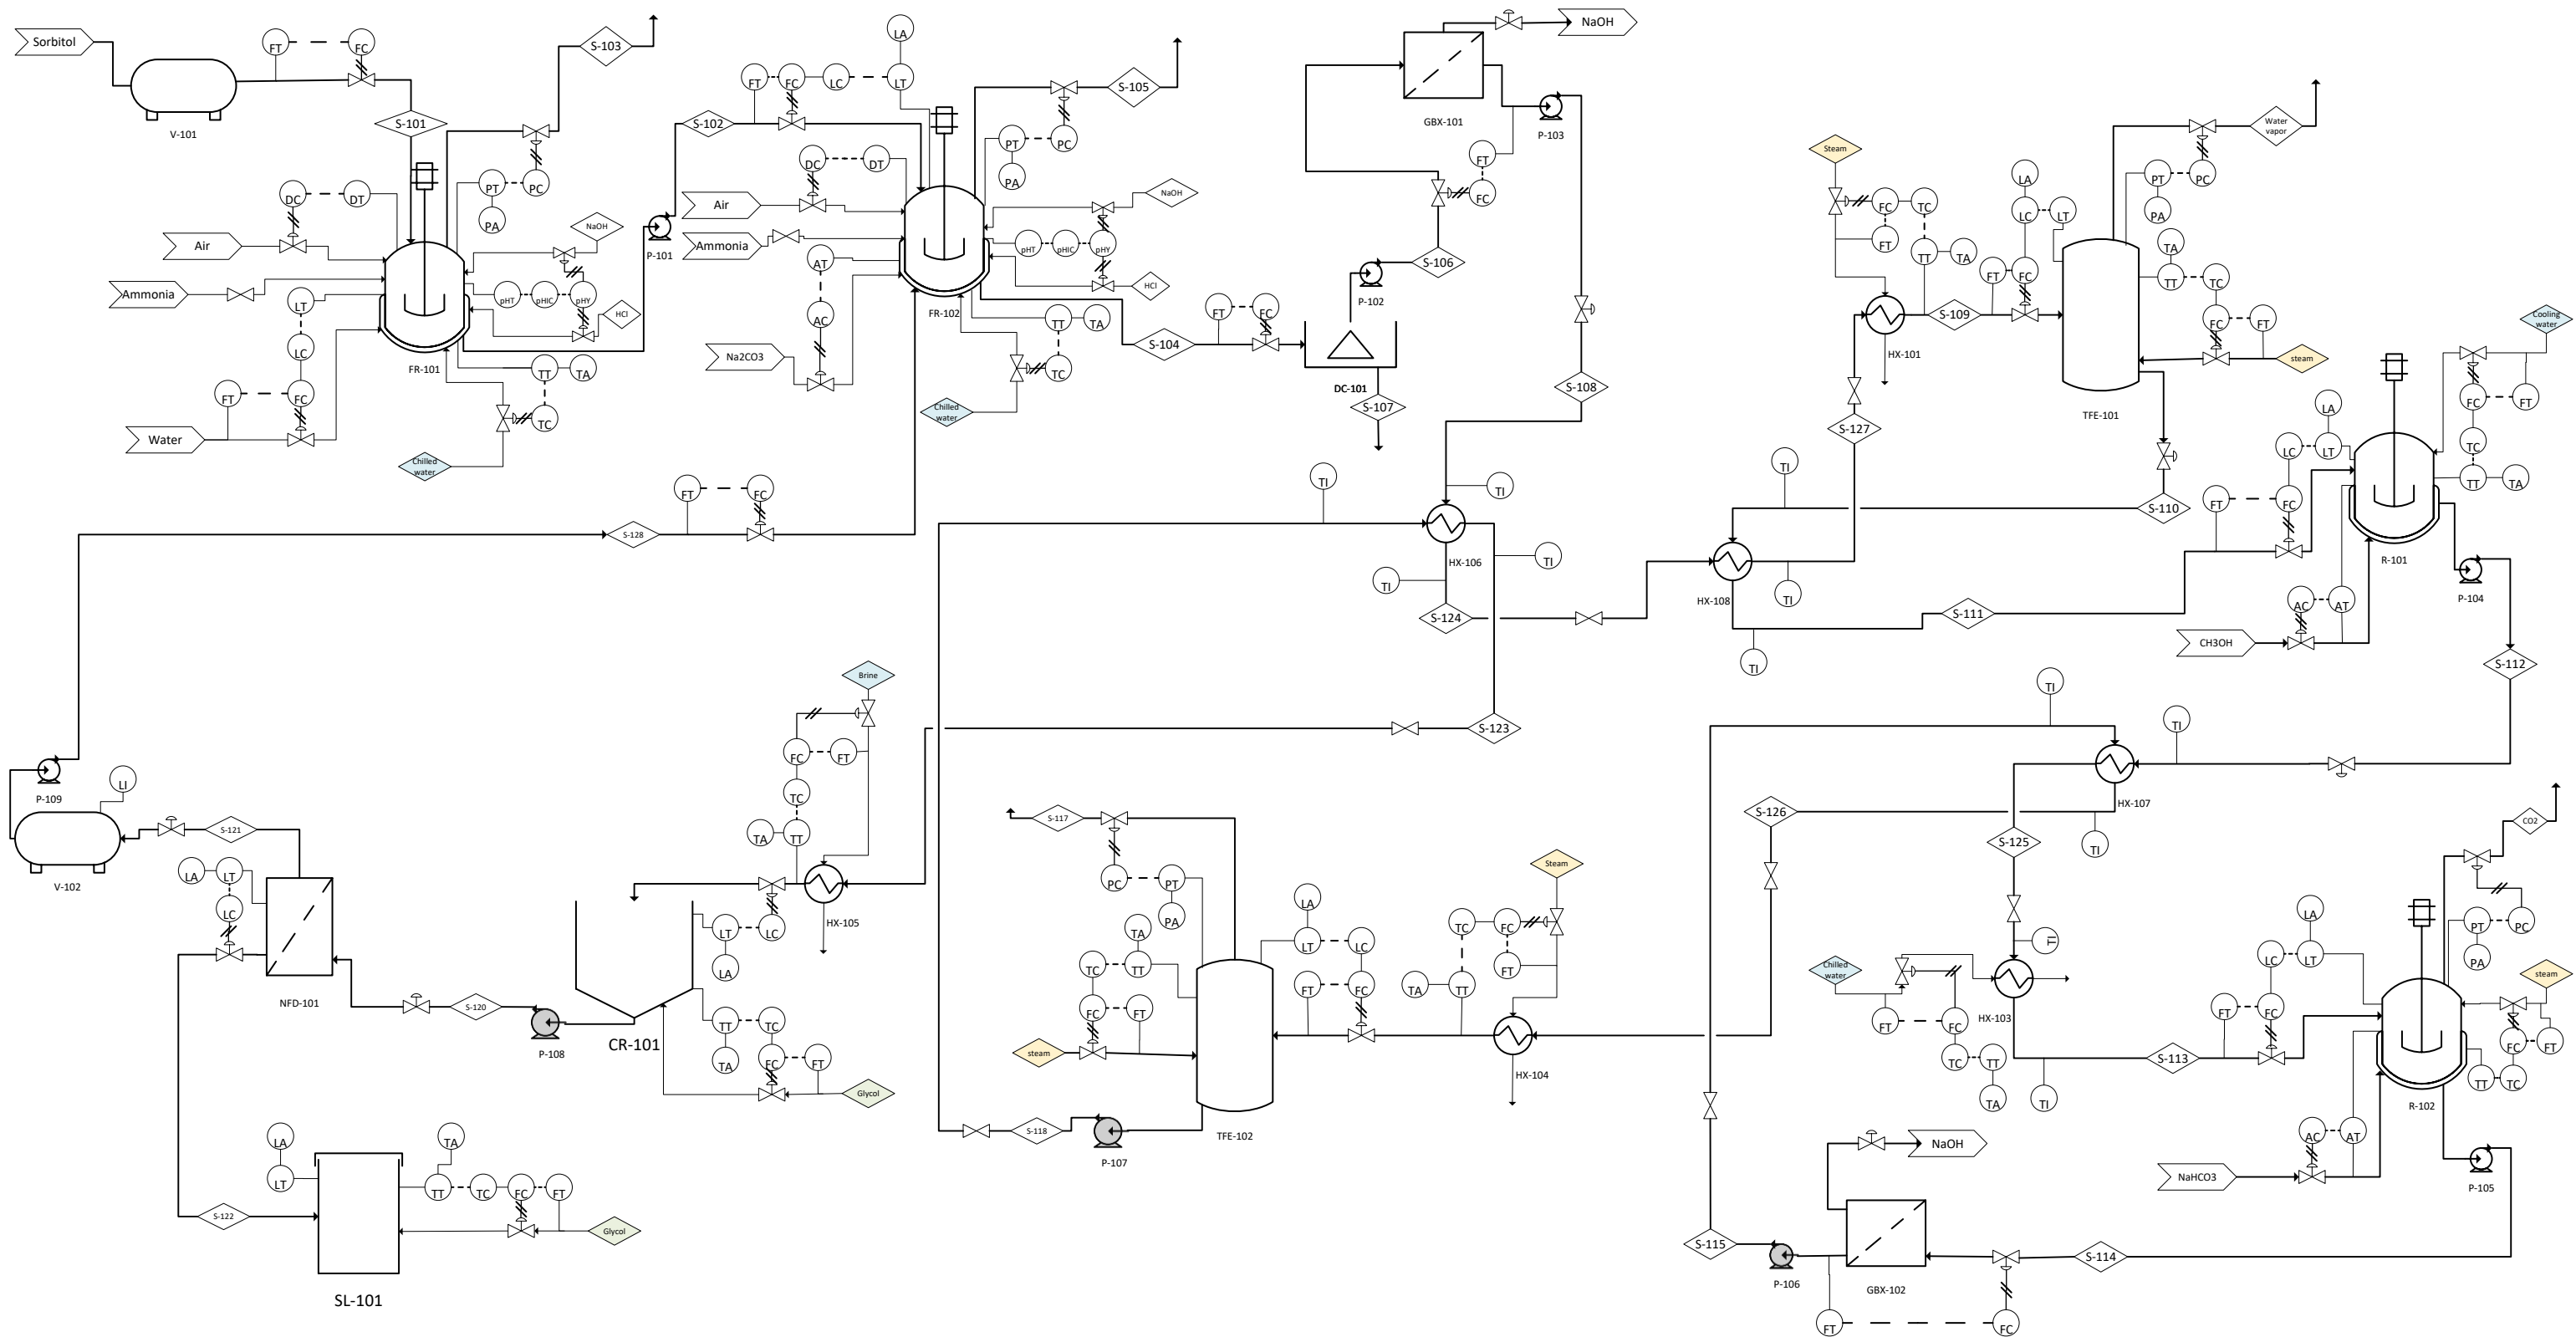 Sorbitol
V-101
FT
FC
S-103
S-101
DC
DT
PT
PC
PA
Air
Ammonia
NaOH
pHT
pHIC
pHY
HCl
LT
LC
FT
FC
Water
FR-101
TT
TA
TC
Chilled
water
P-101
S-102
FT
FC
LC
LT
LA
S-105
DC
DT
PT
PC
PA
Air
Ammonia
NaOH
pHT
pHIC
pHY
HCl
AT
AC
Na2CO3
FR-102
TT
TA
TC
Chilled
water
S-104
FT
FC
DC-101
S-107
P-102
S-106
FT
FC
GBX-101
NaOH
P-103
S-108
Steam
FC
TC
FT
TT
TA
HX-101
S-109
S-127
LA
LC
LT
FT
FC
Water
vapor
PT
PC
PA
TA
TT
TC
FC
FT
steam
TFE-101
S-110
Cooling
water
FC
FT
TC
TT
TA
LA
LC
LT
FT
FC
R-101
AC
AT
CH3OH
P-104
S-112
S-128
FT
FC
TI
TI
HX-106
TI
TI
S-124
TI
HX-108
TI
TI
S-111
S-123
Brine
FC
FT
TC
TA
TT
HX-105
P-109
LI
V-102
S-121
LA
LT
LC
NFD-101
S-120
P-108
CR-101
LT
LC
LA
TT
TC
TA
FC
FT
Glycol
S-122
LA
LT
TA
TT
TC
FC
FT
Glycol
SL-101
S-117
PC
PT
PA
TA
TC
TT
FC
FT
steam
S-118
P-107
TFE-102
LA
LT
LC
FT
FC
TC
FC
TA
TT
FT
Steam
HX-104
TI
TI
HX-107
TI
S-126
S-125
TI
Chilled
water
FT
FC
HX-103
TC
TT
TA
TI
S-113
LA
LC
LT
FT
FC
CO2
PT
PC
PA
steam
FC
FT
TT
TC
R-102
AC
AT
NaHCO3
P-105
S-114
NaOH
GBX-102
S-115
P-106
FT
FC